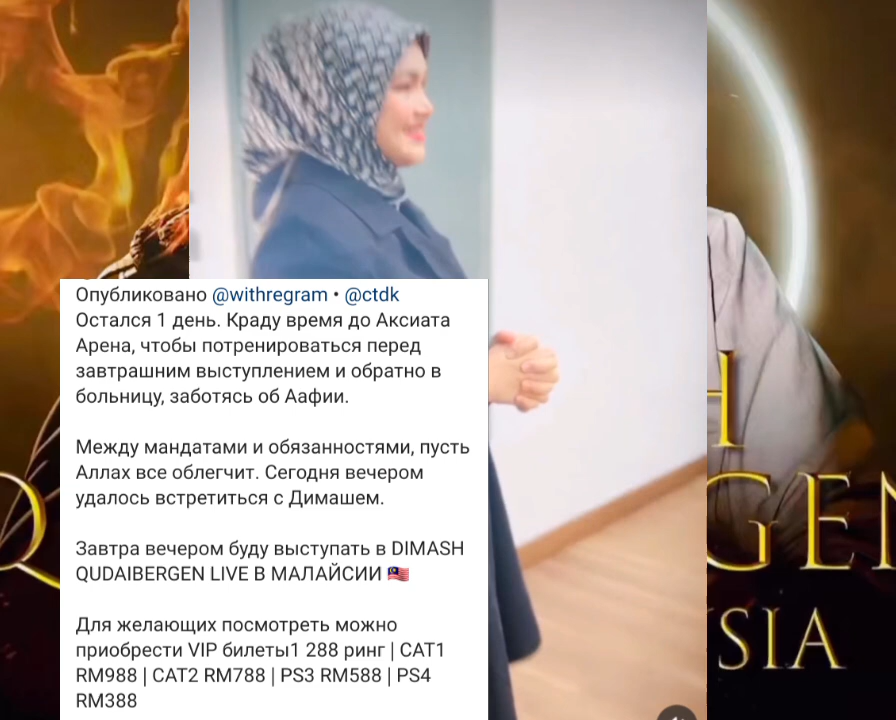 Опубликовано @withregram • @ctdk
Остался 1 день. Краду время до Аксиата
Арена, чтобы потренироваться перед
завтрашним выступлением и обратно в
больницу, заботясь об Аафии.
Между мандатами и обязанностями, пусть
Аллах все облегчит. Сегодня вечером
удалось встретиться с Димашем.
Завтра вечером буду выступать в DIMASH
QUDAIBERGEN LIVE В МАЛАЙСИИ 🇲🇾
Для желающих посмотреть можно
приобрести VIP билеты1 288 ринг | CAT1
RM988 | CAT2 RM788 | PS3 RM588 | PS4
RM388
H
Q GEN
SIA